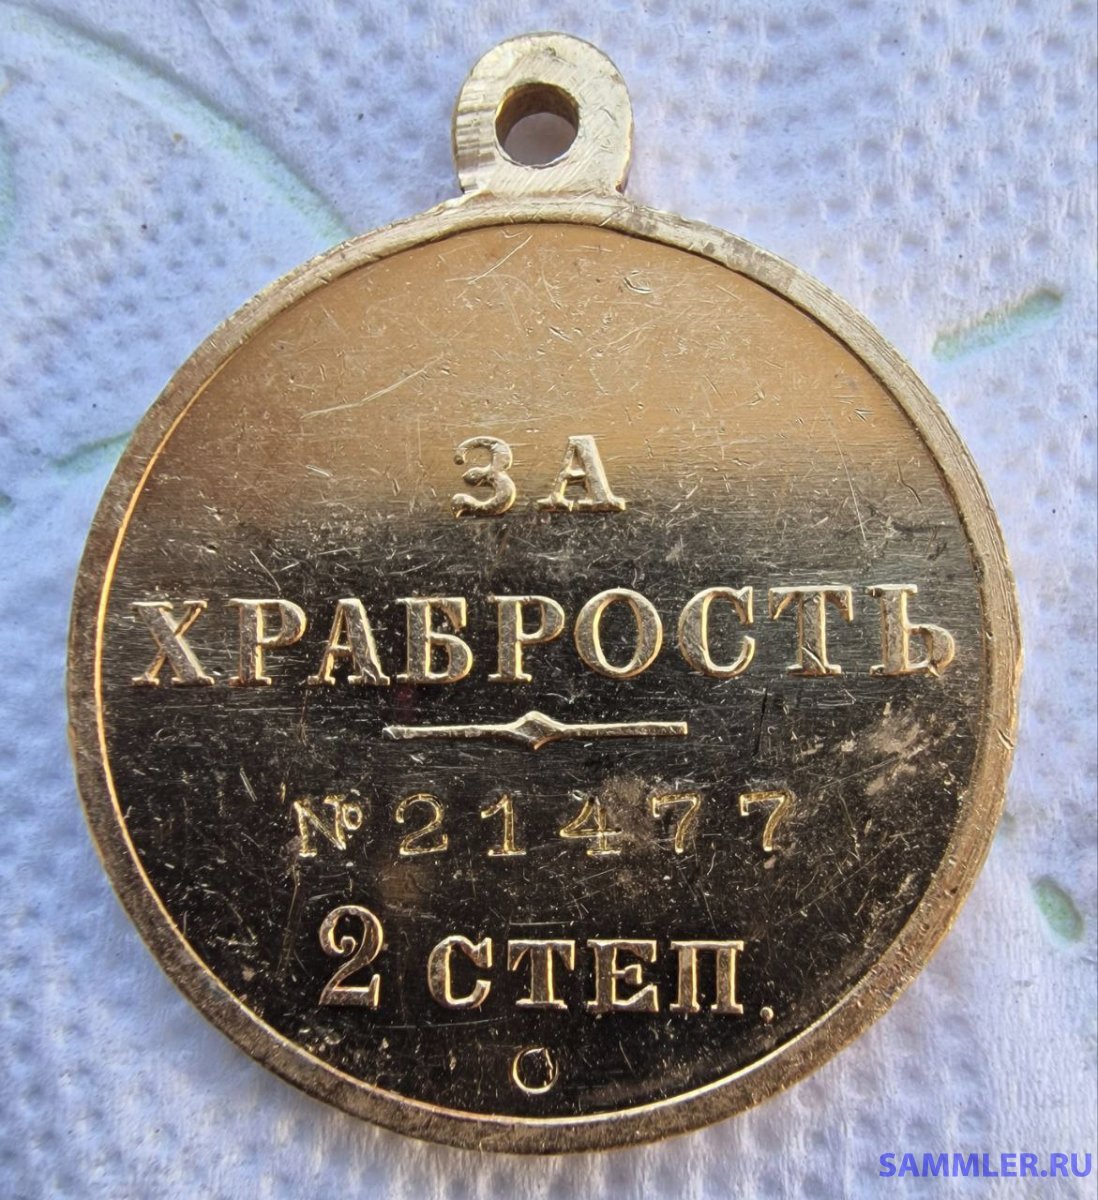 ЗА
ХРАБРОСТЬ
№21477
2 СТЕП.
О
SAMMLER.RU